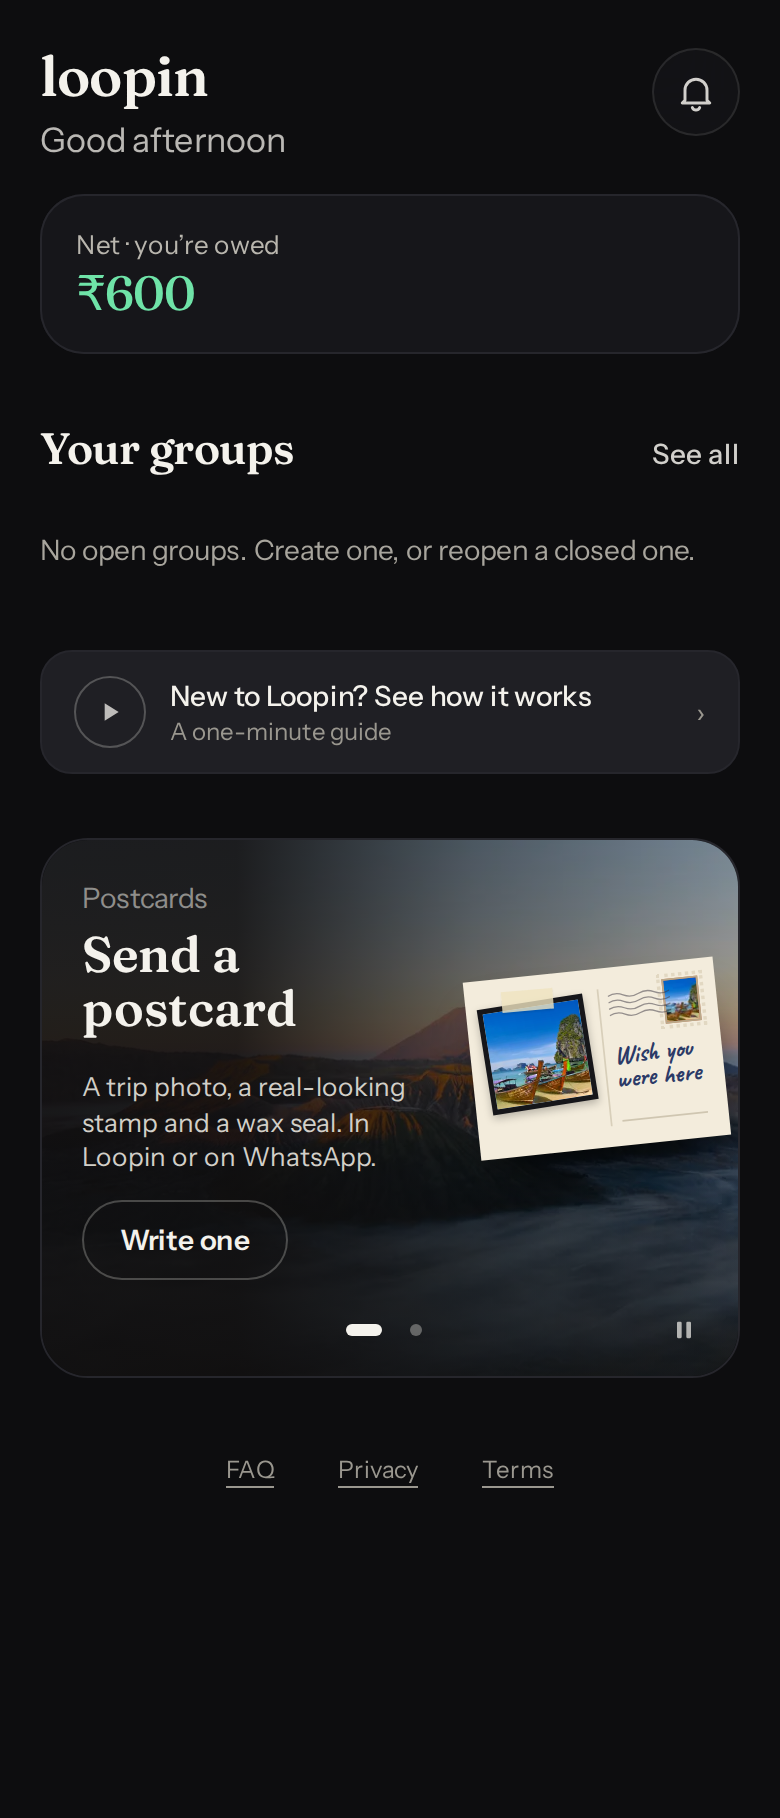 loopin
Good afternoon
Net · you’re owed
₹600
Your groups
See all
No open groups. Create one, or reopen a closed one.
New to Loopin? See how it works
A one-minute guide
›
Postcards
Send a
postcard
A trip photo, a real-looking
stamp and a wax seal. In
Loopin or on WhatsApp.
Wish you
were here
Write one
FAQ
Privacy
Terms